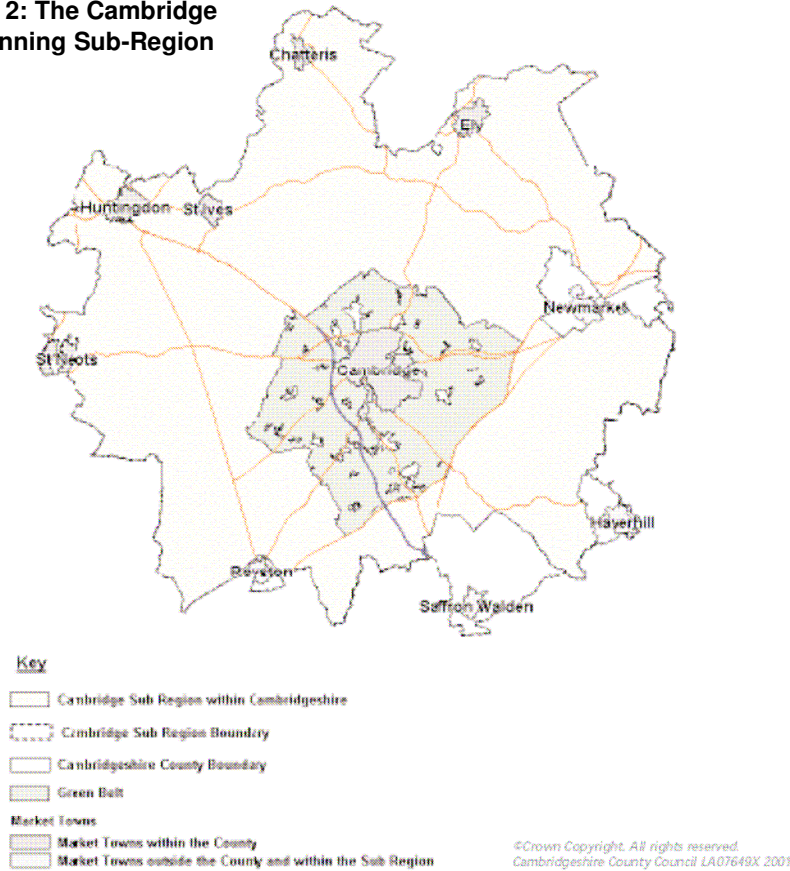 2: The Cambridge
nning Sub-Region
Chatteris
Ely
Huntingdon
St Ives
Newmarket
St Neots
Cambridge
Haverhill
Royston
Saffron Walden
Key
Cambridge Sub Region within Cambridgeshire
Cambridge Sub Region Boundary
Cambridgeshire County Boundary
Green Belt
Market Towns
Market Towns within the County
Market Towns outside the County and within the Sub Region
©Crown Copyright. All rights reserved.
Cambridgeshire County Council LA07649X 2001